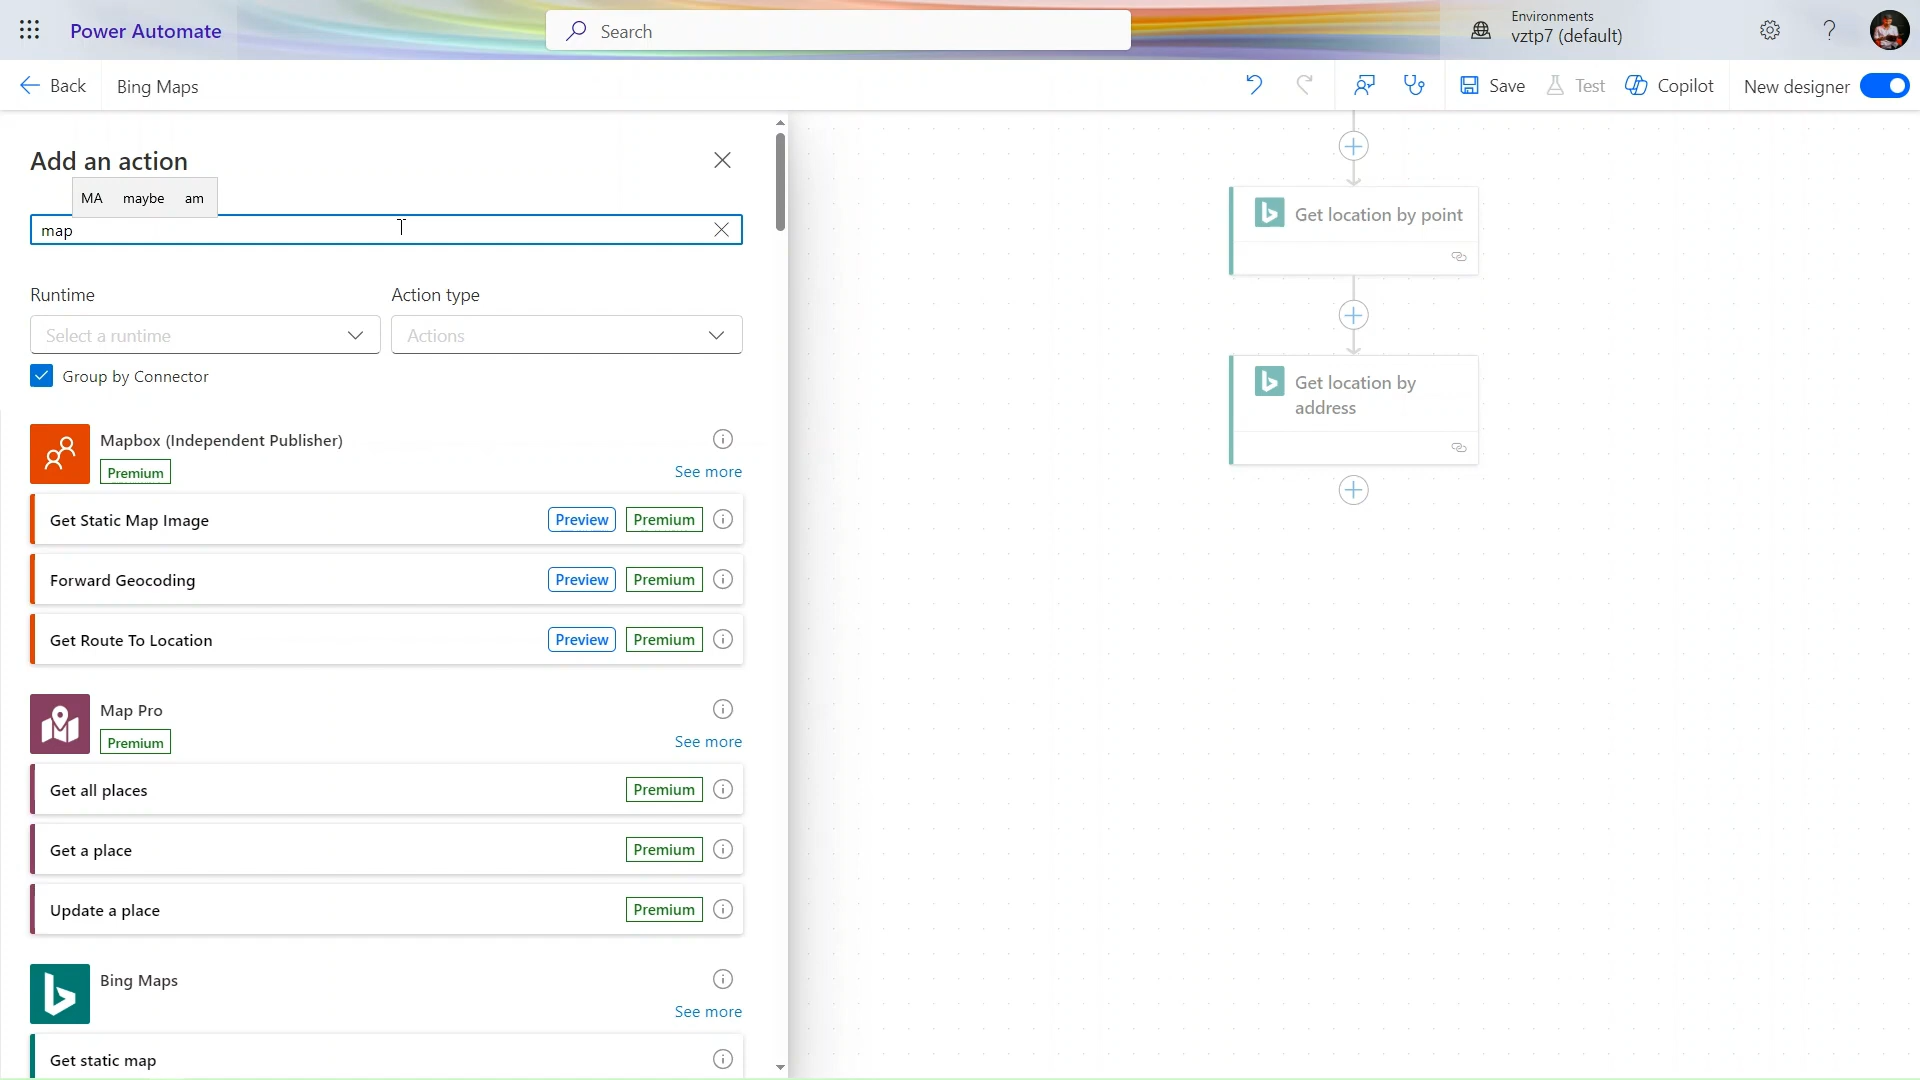 Power Automate
Search
Environments
vztp7 (default)
?
Back
Bing Maps
Save
Test
Copilot
New designer
Add an action
MA maybe am
map
Runtime
Action type
Select a runtime
Actions
Group by Connector
Mapbox (Independent Publisher)
Premium
See more
Get Static Map Image
Preview
Premium
Forward Geocoding
Preview
Premium
Get Route To Location
Preview
Premium
Map Pro
Premium
See more
Get all places
Premium
Get a place
Premium
Update a place
Premium
Bing Maps
See more
Get static map
Get location by point
Get location by
address